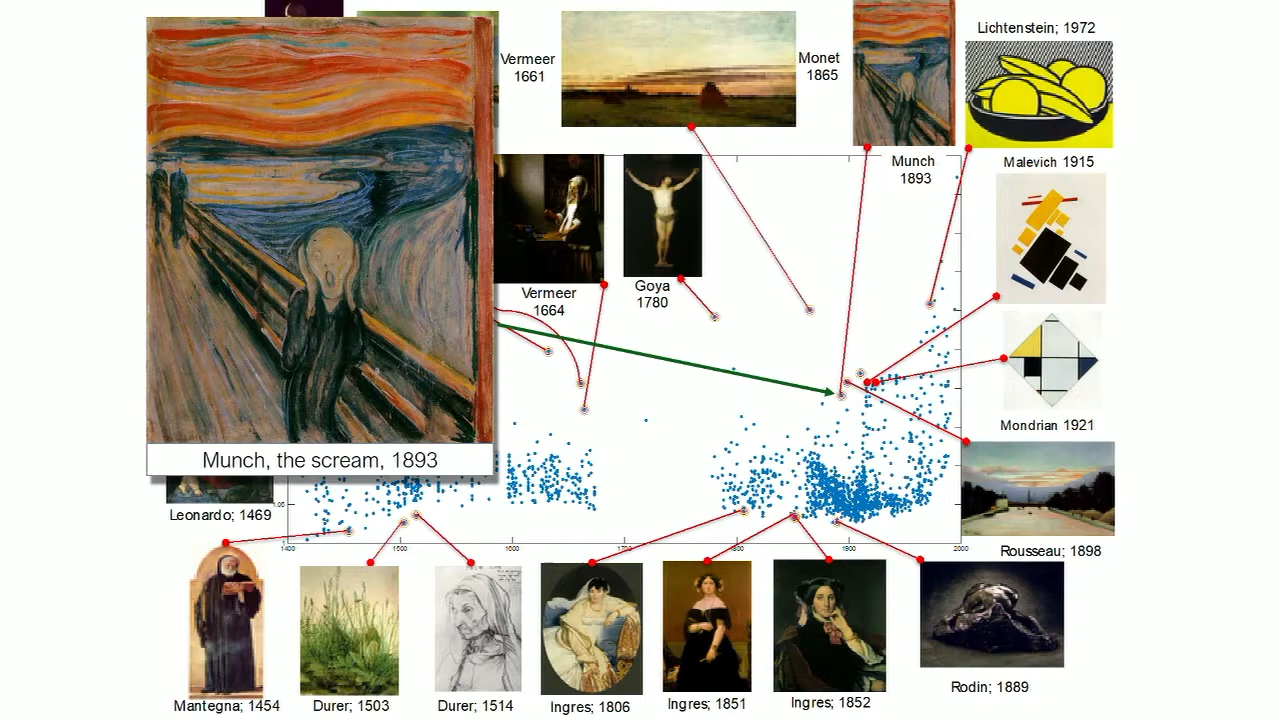 Lichtenstein; 1972
Vermeer
1661
Monet
1865
Munch
1893
Malevich 1915
Vermeer
1664
Goya
1780
Mondrian 1921
Munch, the scream, 1893
Leonardo; 1469
1400
1500
1600
1700
1800
1900
2000
Rousseau; 1898
Rodin; 1889
Mantegna; 1454
Durer; 1503
Durer; 1514
Ingres; 1806
Ingres; 1851
Ingres; 1852